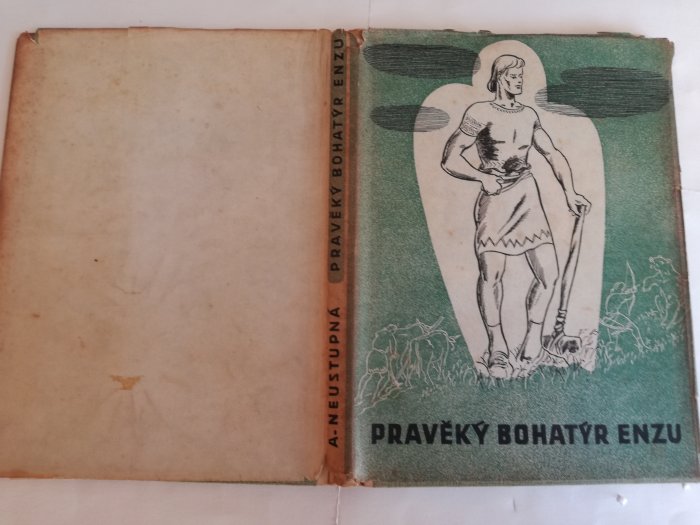 A-NEUSTUPNÁ PRAVĚKÝ BOHATÝR ENZU
PRAVĚKÝ BOHATÝR ENZU